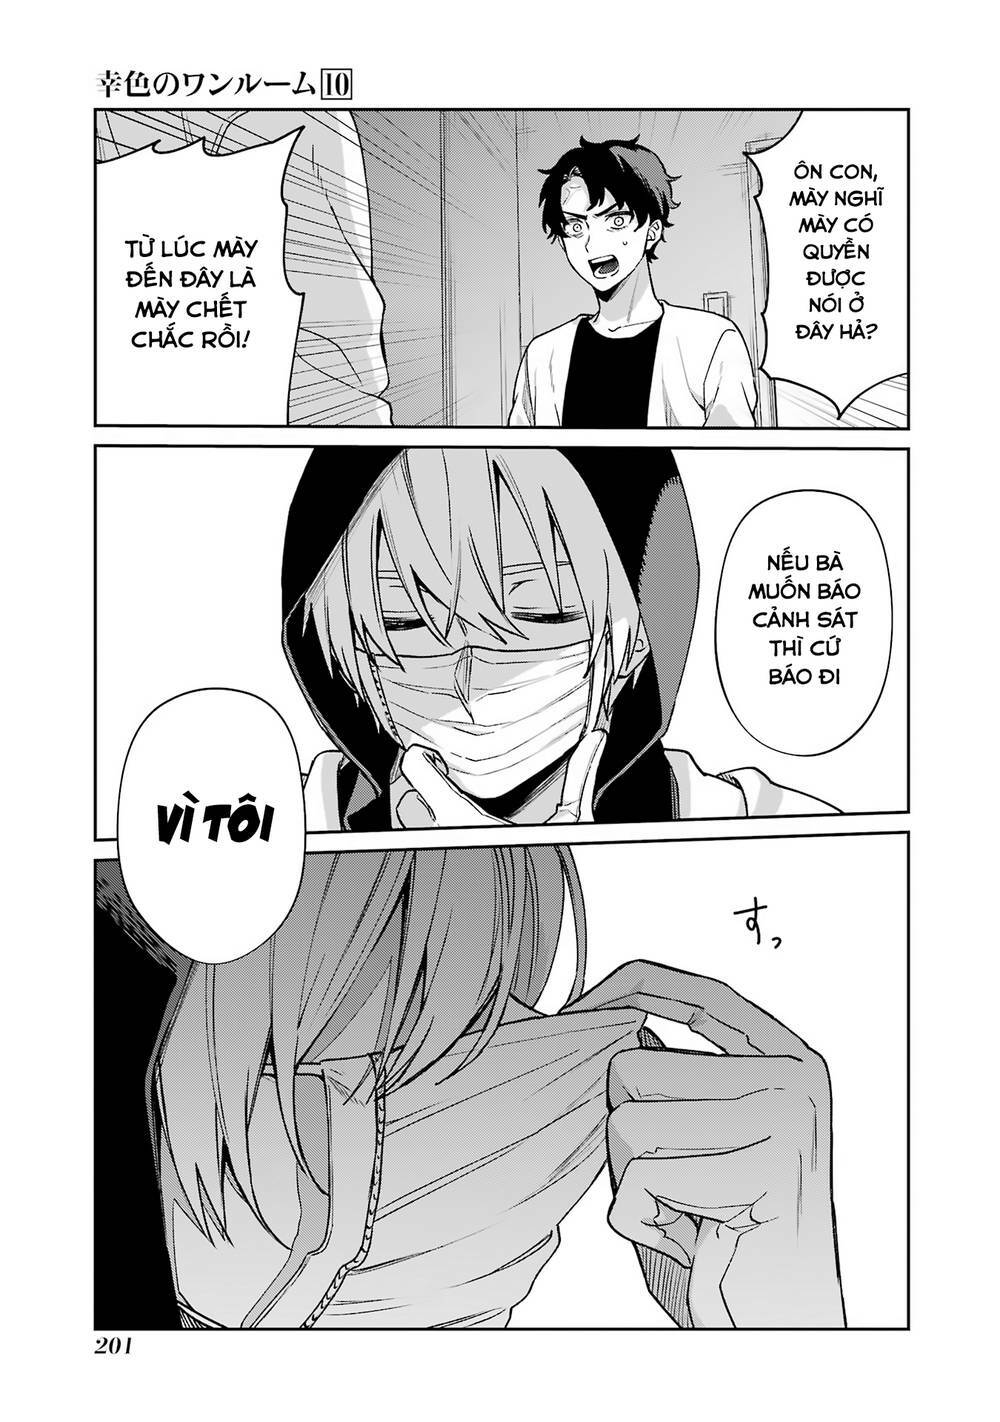 幸色のワンルーム10
ÔN CON,
MÀY NGHĨ
MÀY CÓ
QUYỀN
ĐƯỢC
NÓI Ở
ĐÂY HẢ?
TỪ LÚC MÀY
ĐẾN ĐÂY LÀ
MÀY CHẾT
CHẮC RỒI!
NẾU BÀ
MUỐN BÁO
CẢNH SÁT
THÌ CỨ
BÁO ĐI
VÌ TÔI
すっ
201